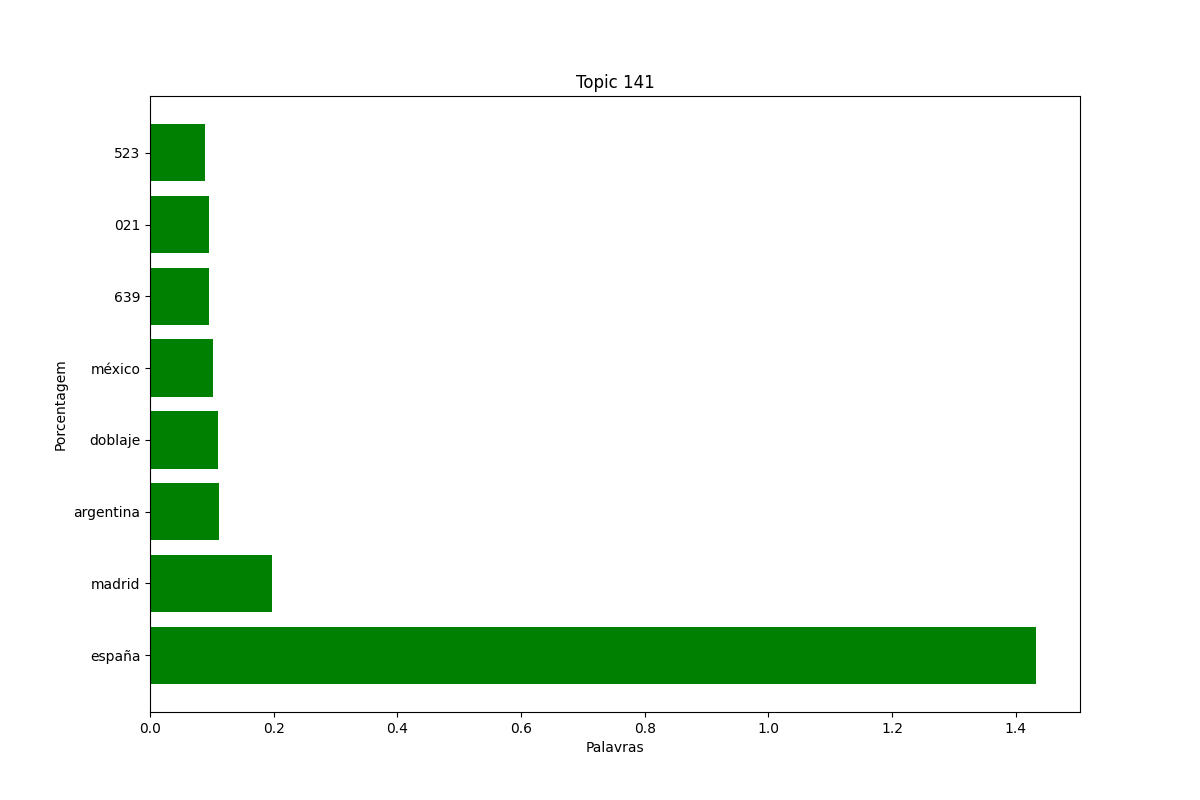 Topic 141
523
021
639
méxico
doblaje
argentina
madrid
españa
Porcentagem
0.0 0.2 0.4 0.6 0.8 1.0 1.2 1.4
Palavras